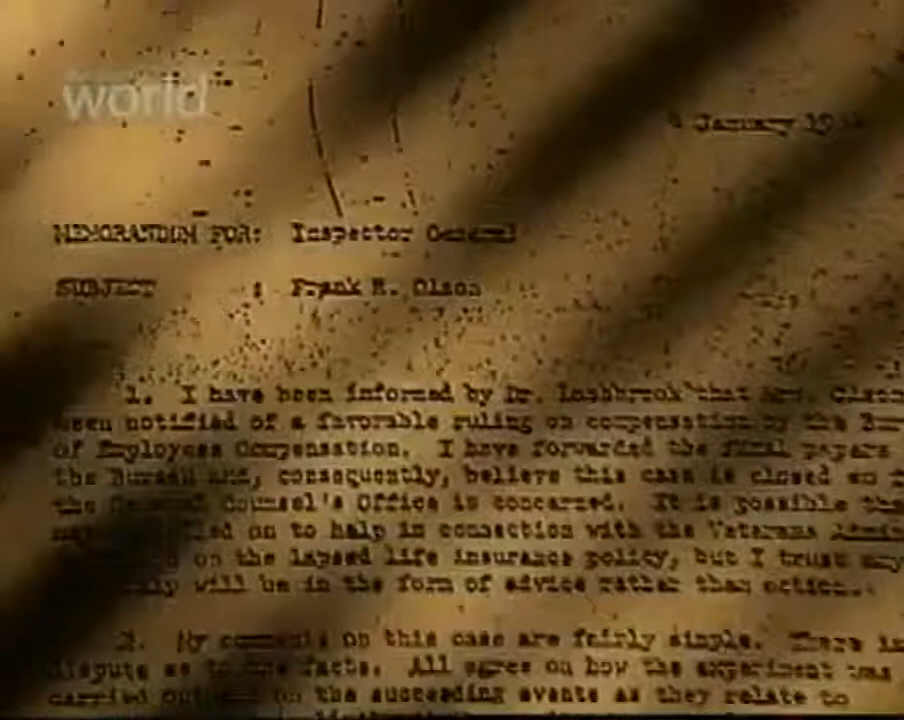 world
January
MEMORANDUM FOR: Inspector General
SUBJECT : Frank R. Olson
1. I have been informed by Dr. that Mrs. Olson
been notified of a favorable ruling on compensation by the
of Employees Compensation. I have forwarded the final papers
the Bureau and, consequently, believe this case is closed
the General Counsel's Office is concerned. It is possible
on to help in connection with the Veterans
on the lapsed life insurance policy, but I trust
will be in the form of advice rather than action.
2. My comments on this case are fairly simple. There
dispute as to the facts. All agree on how the experiment was
carried on the succeeding events as they relate to